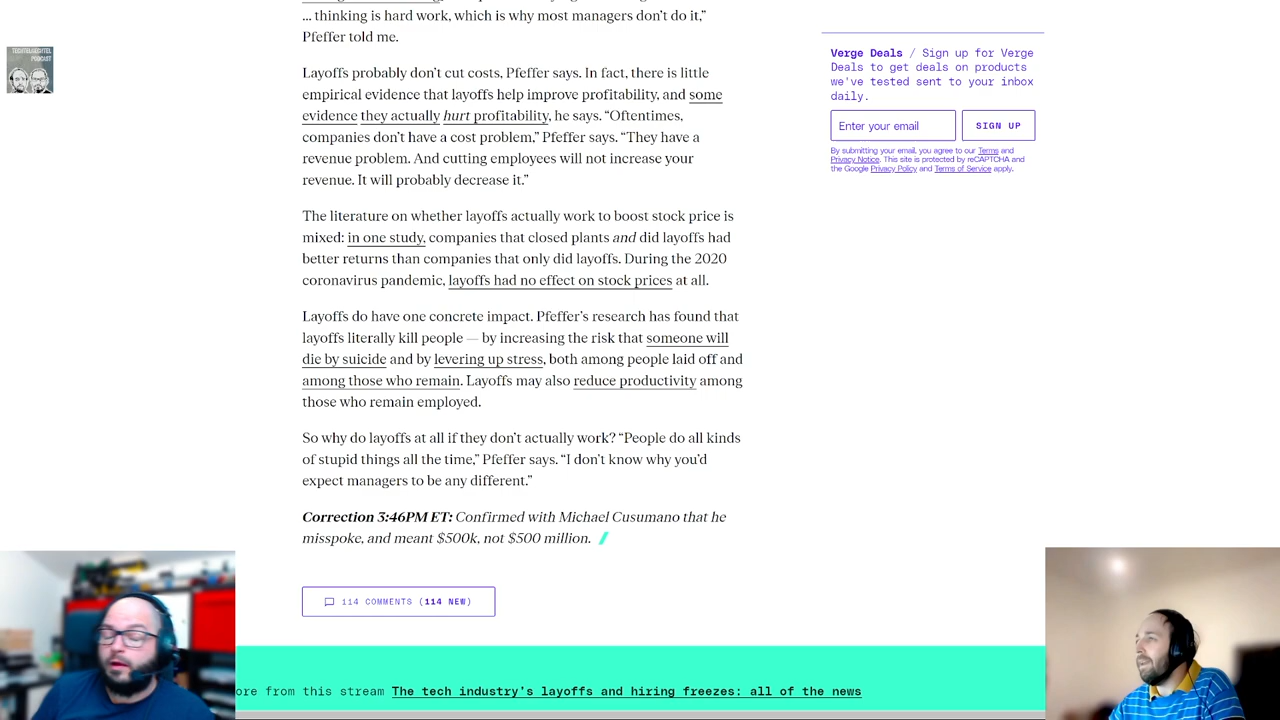 TECHTELMECHTEL
PODCAST
... thinking is hard work, which is why most managers don’t do it,”
Pfeffer told me.
Layoffs probably don’t cut costs, Pfeffer says. In fact, there is little
empirical evidence that layoffs help improve profitability, and some
evidence they actually hurt profitability, he says. “Oftentimes,
companies don’t have a cost problem,” Pfeffer says. “They have a
revenue problem. And cutting employees will not increase your
revenue. It will probably decrease it.”
The literature on whether layoffs actually work to boost stock price is
mixed: in one study, companies that closed plants and did layoffs had
better returns than companies that only did layoffs. During the 2020
coronavirus pandemic, layoffs had no effect on stock prices at all.
Layoffs do have one concrete impact. Pfeffer’s research has found that
layoffs literally kill people — by increasing the risk that someone will
die by suicide and by levering up stress, both among people laid off and
among those who remain. Layoffs may also reduce productivity among
those who remain employed.
So why do layoffs at all if they don’t actually work? “People do all kinds
of stupid things all the time,” Pfeffer says. “I don’t know why you’d
expect managers to be any different.”
Correction 3:46PM ET: Confirmed with Michael Cusumano that he
misspoke, and meant $500k, not $500 million.
114 COMMENTS (114 NEW)
ore from this stream The tech industry’s layoffs and hiring freezes: all of the news
Verge Deals / Sign up for Verge
Deals to get deals on products
we've tested sent to your inbox
daily.
Enter your email
SIGN UP
By submitting your email, you agree to our Terms and
Privacy Notice. This site is protected by reCAPTCHA and
the Google Privacy Policy and Terms of Service apply.